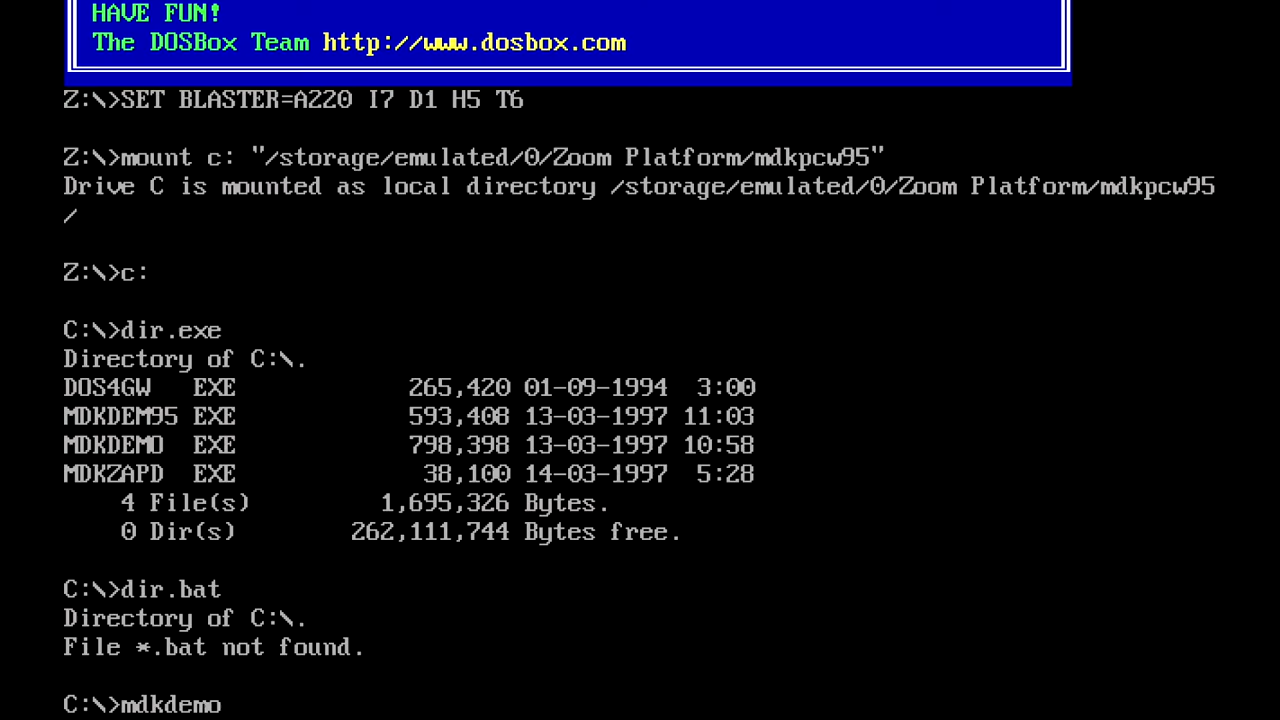 HAVE FUN!
The DOSBox Team http://www.dosbox.com
Z:\>SET BLASTER=A220 I7 D1 H5 T6
Z:\>mount c: "/storage/emulated/0/Zoom Platform/mdkpcw95"
Drive C is mounted as local directory /storage/emulated/0/Zoom Platform/mdkpcw95
/
Z:\>c:
C:\>dir.exe
Directory of C:\.
DOS4GW   EXE            265,420 01-09-1994  3:00
MDKDEM95 EXE            593,408 13-03-1997 11:03
MDKDEMO  EXE            798,398 13-03-1997 10:58
MDKZAPD  EXE             38,100 14-03-1997  5:28
    4 File(s)         1,695,326 Bytes.
    0 Dir(s)        262,111,744 Bytes free.
C:\>dir.bat
Directory of C:\.
File *.bat not found.
C:\>mdkdemo